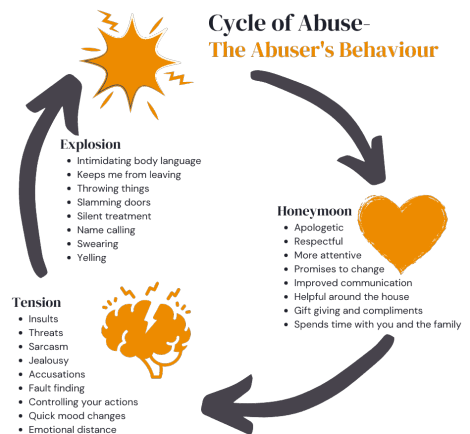 Cycle of Abuse-
The Abuser's Behaviour
Explosion
• Intimidating body language
• Keeps me from leaving
• Throwing things
• Slamming doors
• Silent treatment
• Name calling
• Swearing
• Yelling
Honeymoon
• Apologetic
• Respectful
• More attentive
• Promises to change
• Improved communication
• Helpful around the house
• Gift giving and compliments
• Spends time with you and the family
Tension
• Insults
• Threats
• Sarcasm
• Jealousy
• Accusations
• Fault finding
• Controlling your actions
• Quick mood changes
• Emotional distance